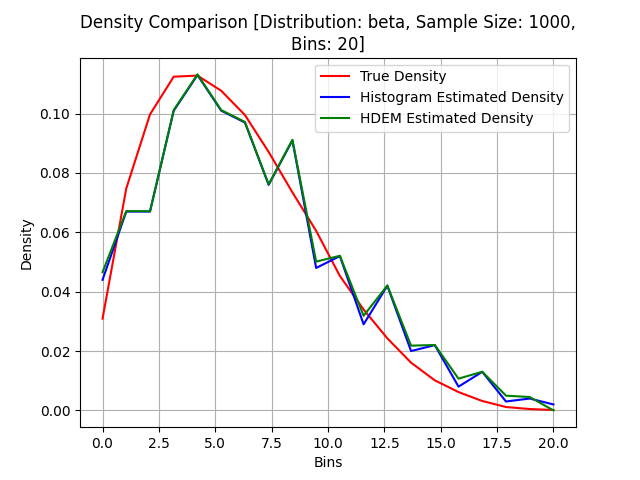 Density Comparison [Distribution: beta, Sample Size: 1000,
Bins: 20]
True Density
Histogram Estimated Density
HDEM Estimated Density
Density
0.10
0.08
0.06
0.04
0.02
0.00
0.0 2.5 5.0 7.5 10.0 12.5 15.0 17.5 20.0
Bins